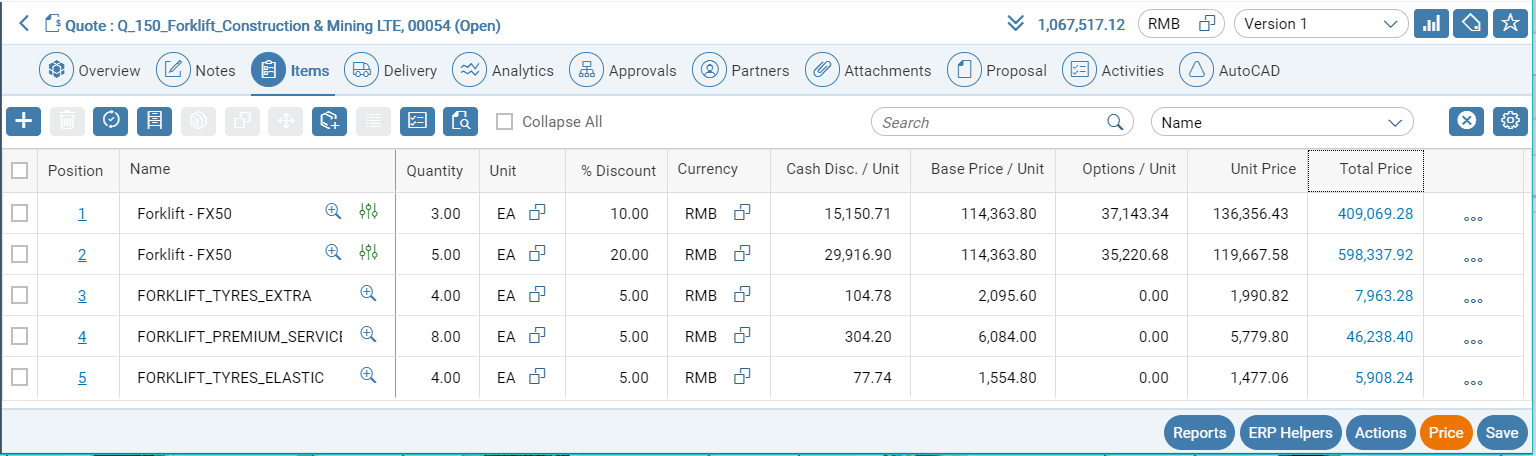 Quote : Q_150_Forklift_Construction & Mining LTE, 00054 (Open) 1,067,517.12 RMB Version 1
Overview Notes Items Delivery Analytics Approvals Partners Attachments Proposal Activities AutoCAD
Collapse All Search Name
Position Name Quantity Unit % Discount Currency Cash Disc. / Unit Base Price / Unit Options / Unit Unit Price Total Price
1 Forklift - FX50 3.00 EA 10.00 RMB 15,150.71 114,363.80 37,143.34 136,356.43 409,069.28
2 Forklift - FX50 5.00 EA 20.00 RMB 29,916.90 114,363.80 35,220.68 119,667.58 598,337.92
3 FORKLIFT_TYRES_EXTRA 4.00 EA 5.00 RMB 104.78 2,095.60 0.00 1,990.82 7,963.28
4 FORKLIFT_PREMIUM_SERVICE 8.00 EA 5.00 RMB 304.20 6,084.00 0.00 5,779.80 46,238.40
5 FORKLIFT_TYRES_ELASTIC 4.00 EA 5.00 RMB 77.74 1,554.80 0.00 1,477.06 5,908.24
Reports ERP Helpers Actions Price Save